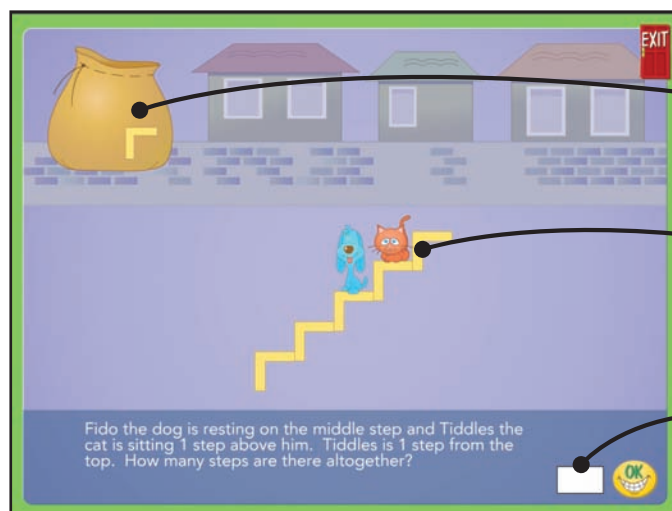 EXIT
Fido the dog is resting on the middle step and Tiddles the
cat is sitting 1 step above him. Tiddles is 1 step from the
top. How many steps are there altogether?
OK